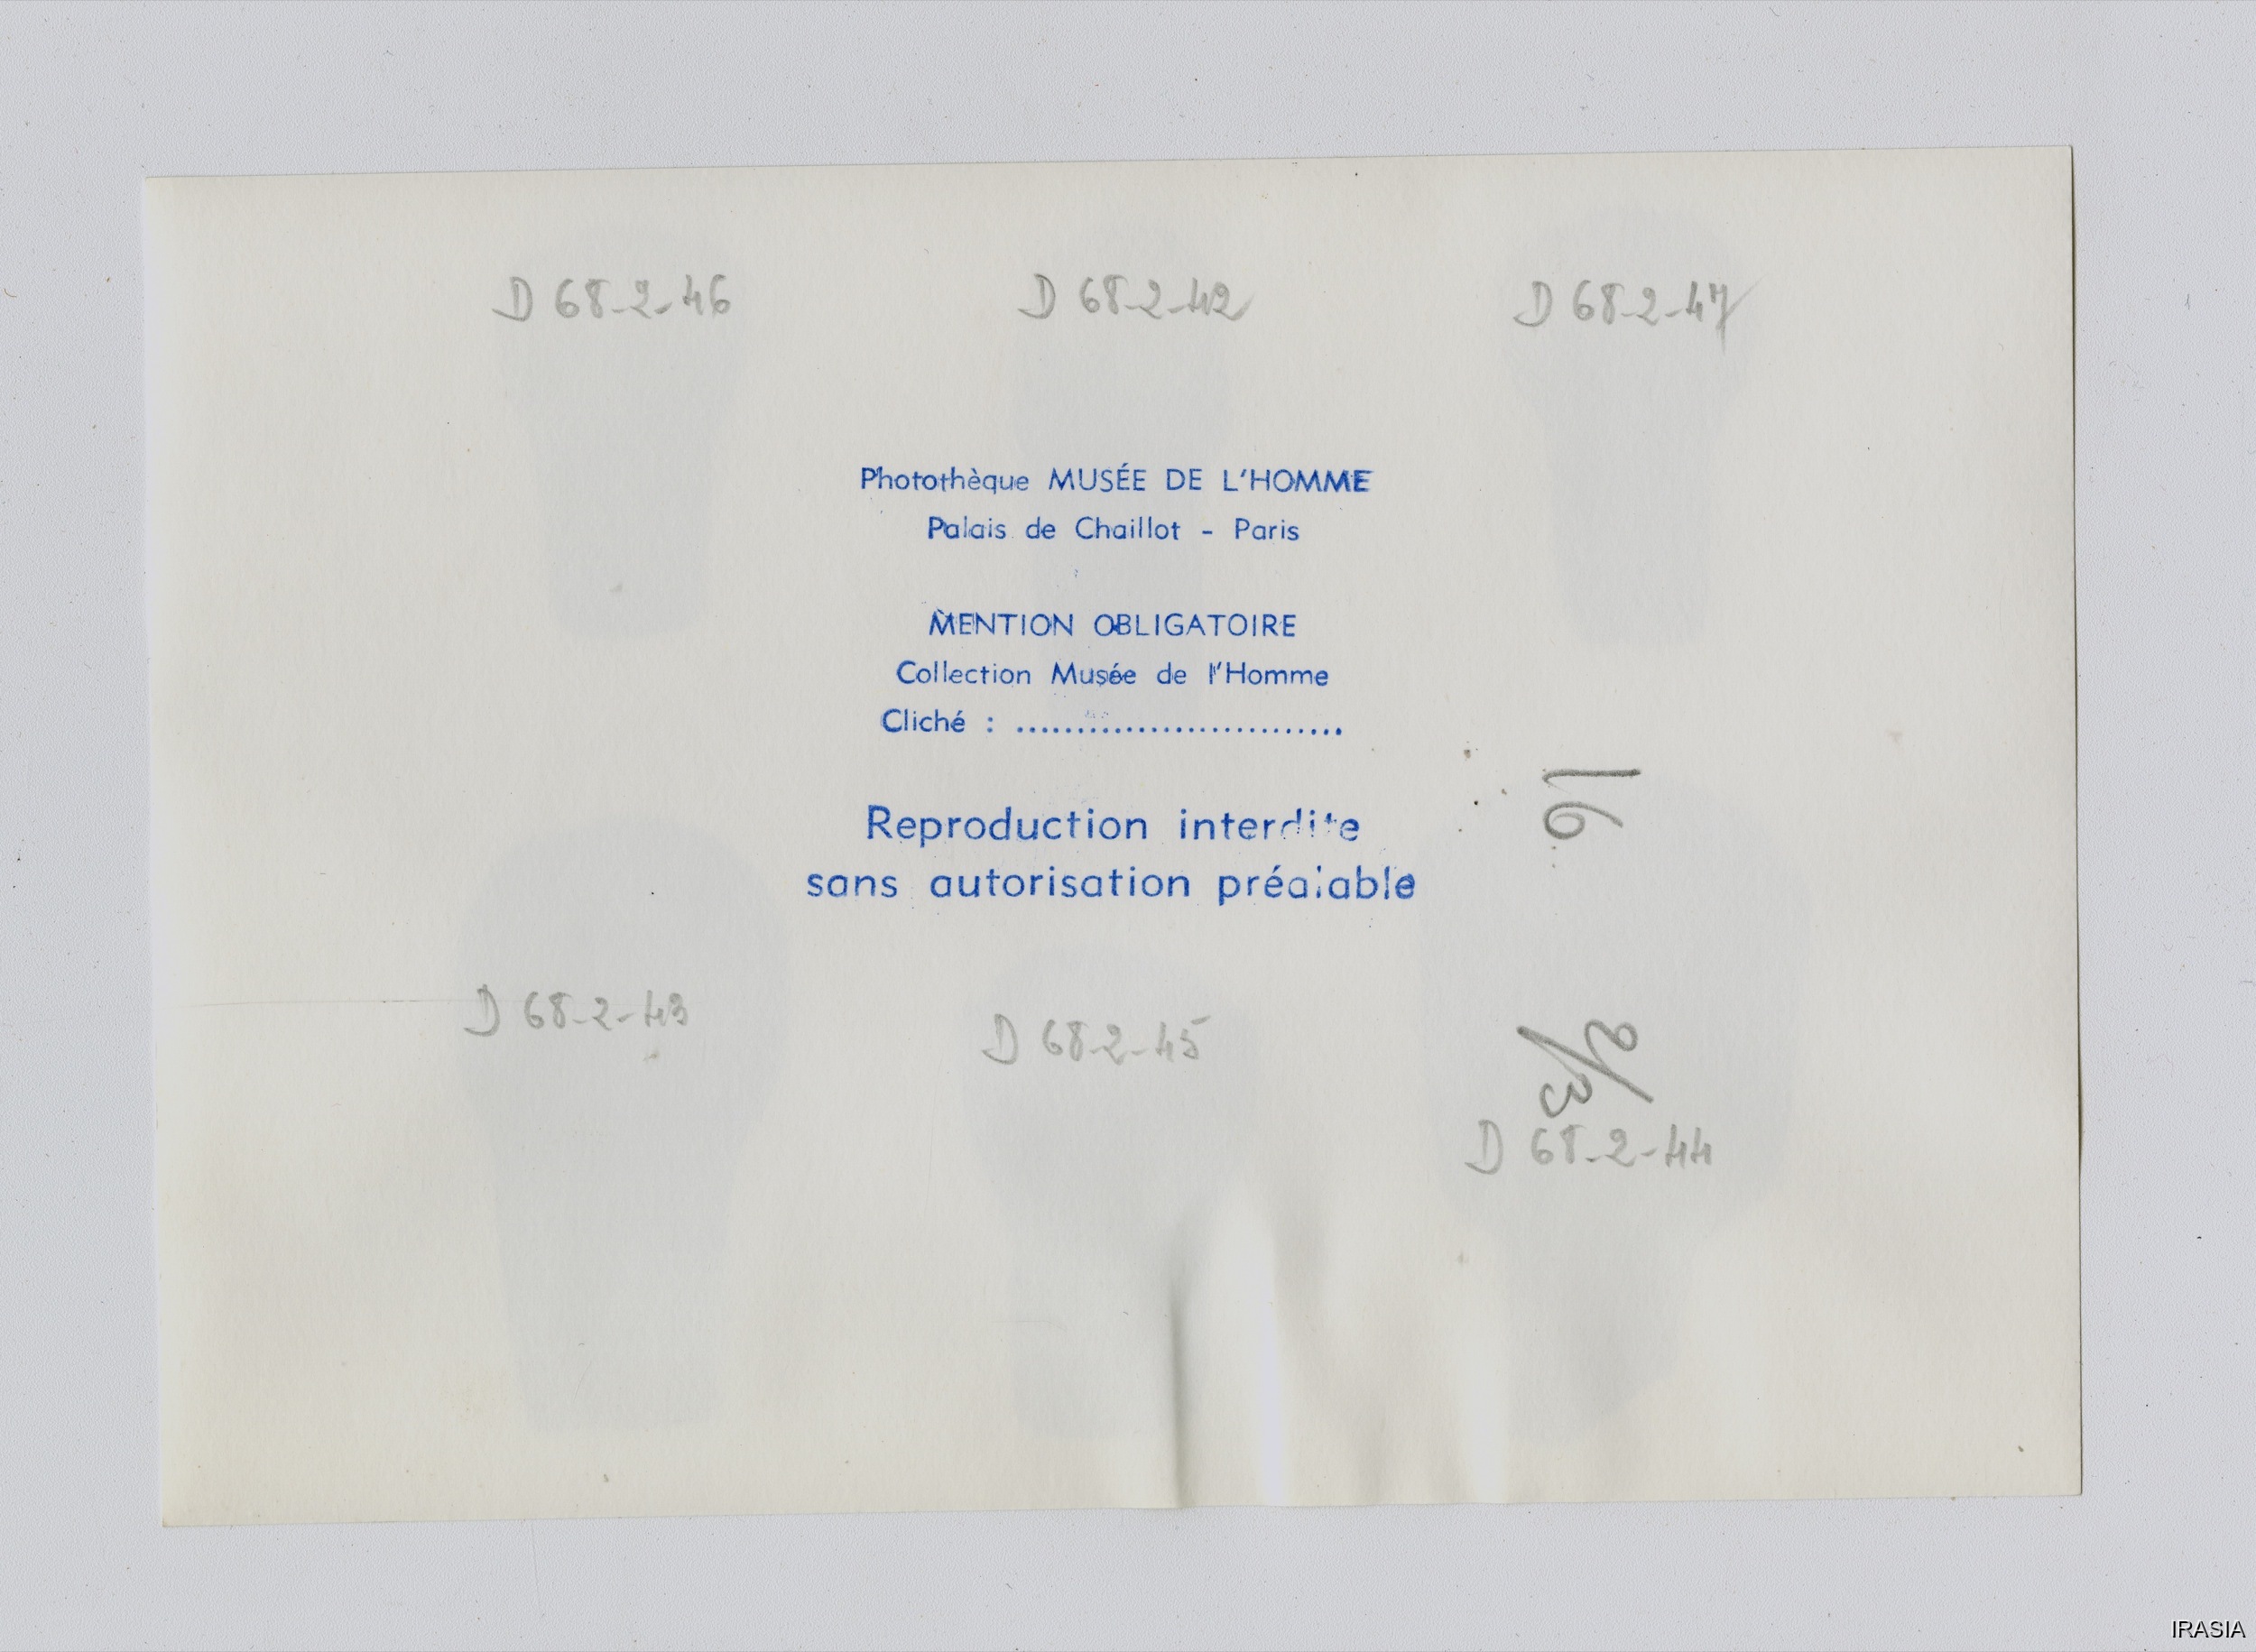 D 68-2-46 D 68-2-42 D 68-2-47
Photothèque MUSÉE DE L'HOMME
Palais de Chaillot - Paris
MENTION OBLIGATOIRE
Collection Musée de l'Homme
Cliché : ...........................
Reproduction interdite
sans autorisation préalable
16
D 68-2-43 D 68-2-45
2/3
D 68-2-44
IRASIA